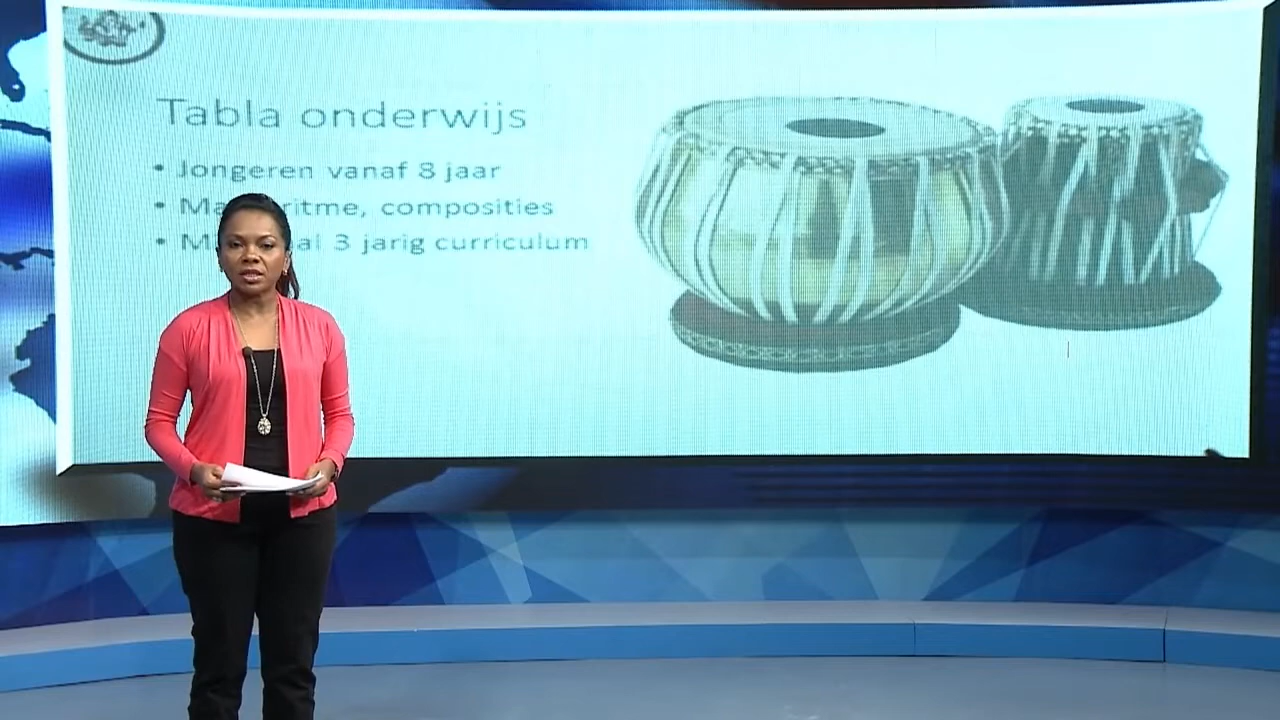 Tabla onderwijs
• Jongeren vanaf 8 jaar
• ritme, composities
• 3 jarig curriculum